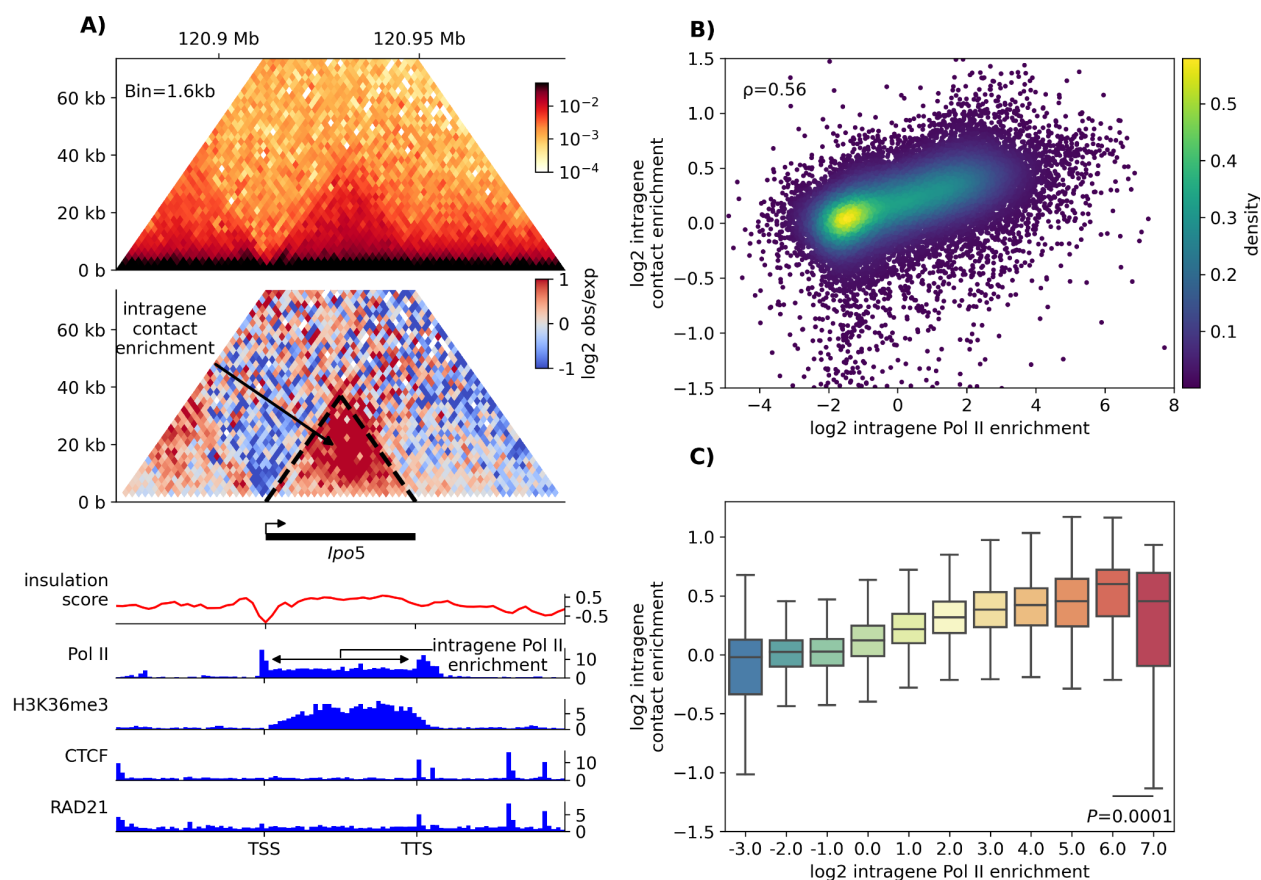 A)
120.9 Mb 120.95 Mb
Bin=1.6kb
60 kb
40 kb
20 kb
0 b
10⁻²
10⁻³
10⁻⁴
intragene
contact
enrichment
60 kb
40 kb
20 kb
0 b
1
0
-1
log2 obs/exp
Ipo5
insulation
score
0.5
-0.5
Pol II
intragene Pol II
enrichment
10
0
H3K36me3
5
0
CTCF
10
0
RAD21
5
0
TSS TTS
B)
ρ=0.56
1.5
1.0
0.5
0.0
−0.5
−1.0
−1.5
log2 intragene
contact enrichment
−4 −2 0 2 4 6 8
log2 intragene Pol II enrichment
0.5
0.4
0.3
0.2
0.1
density
C)
1.0
0.5
0.0
−0.5
−1.0
−1.5
log2 intragene
contact enrichment
P=0.0001
-3.0 -2.0 -1.0 0.0 1.0 2.0 3.0 4.0 5.0 6.0 7.0
log2 intragene Pol II enrichment